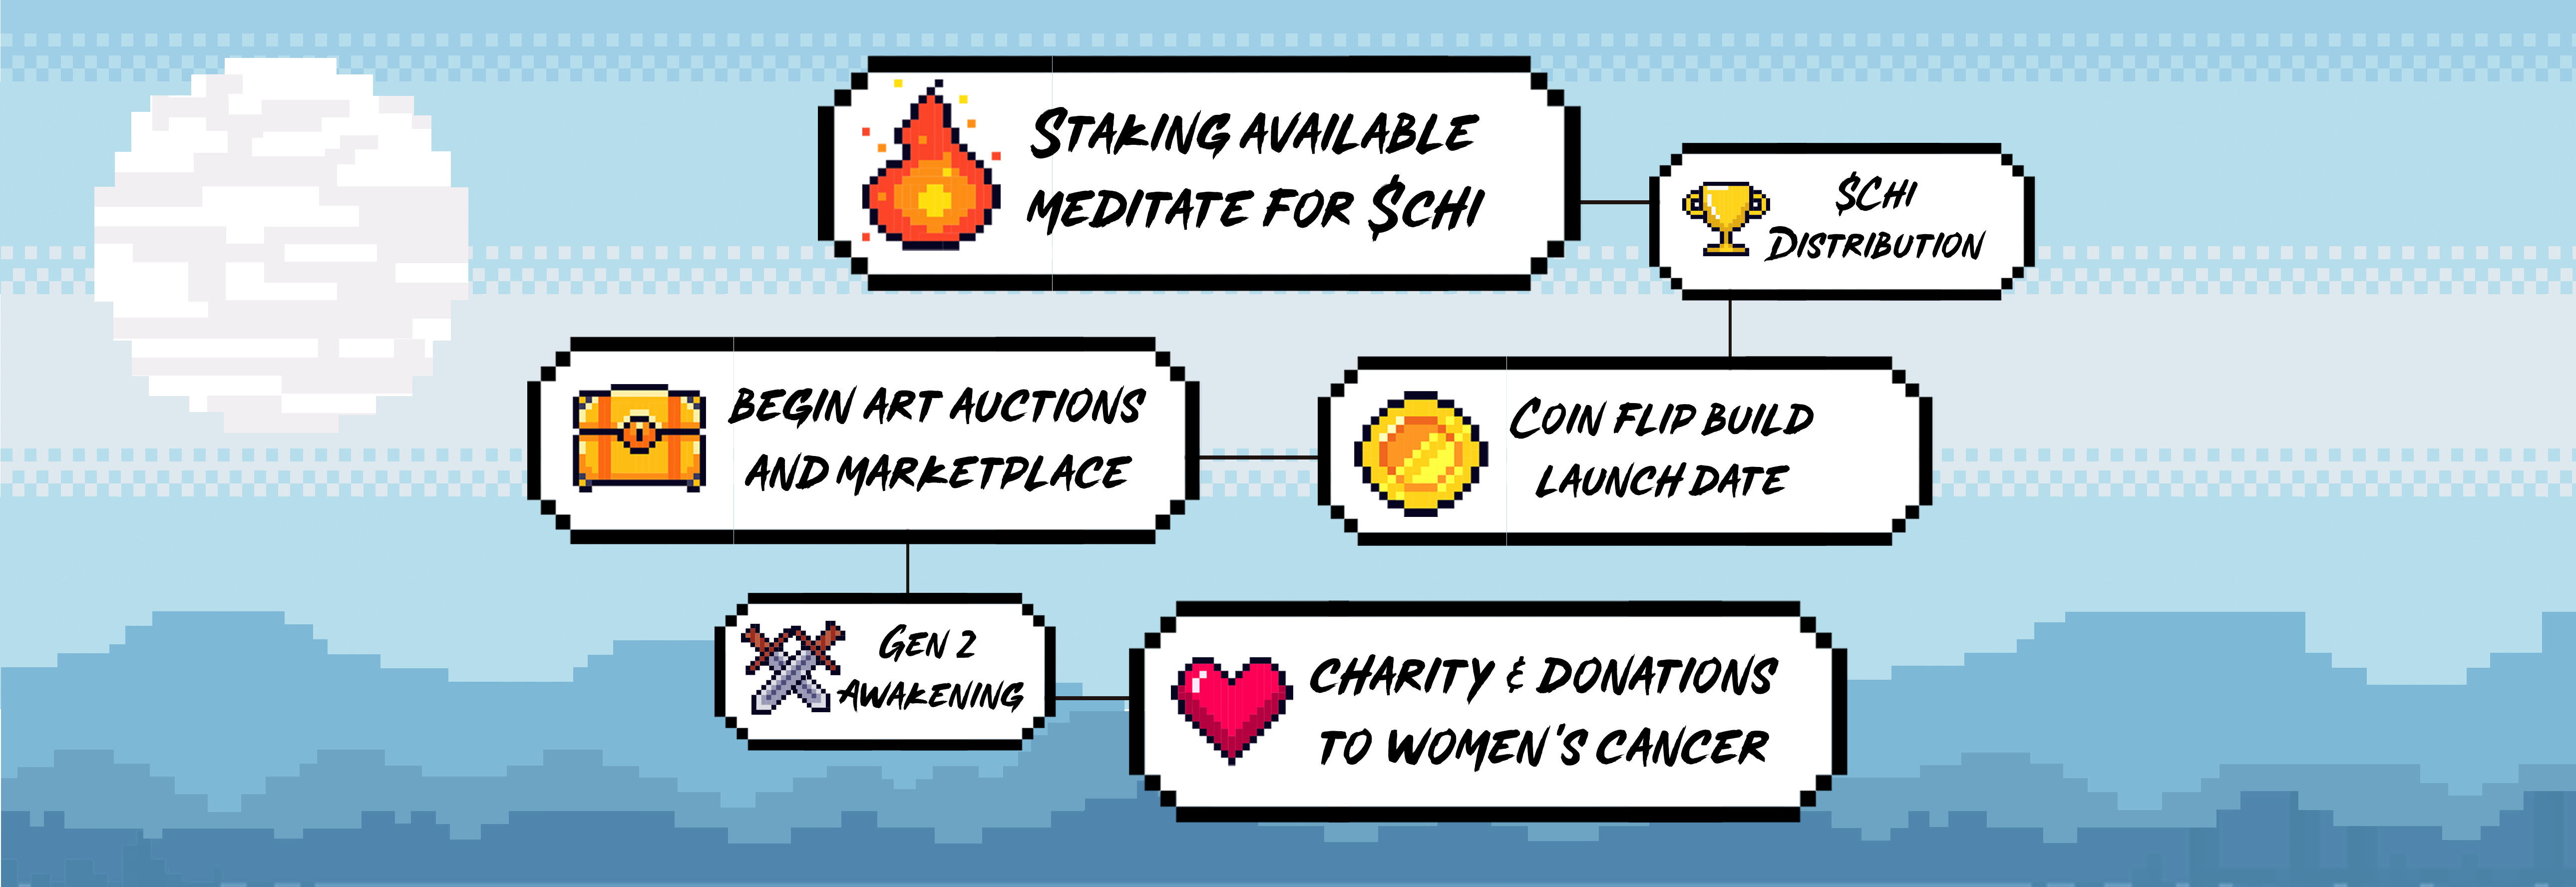 Staking available
meditate for $chi
$Chi
Distribution
Coin flip build
launch date
begin art auctions
and marketplace
Gen 2
Awakening
charity & Donations
to women's cancer